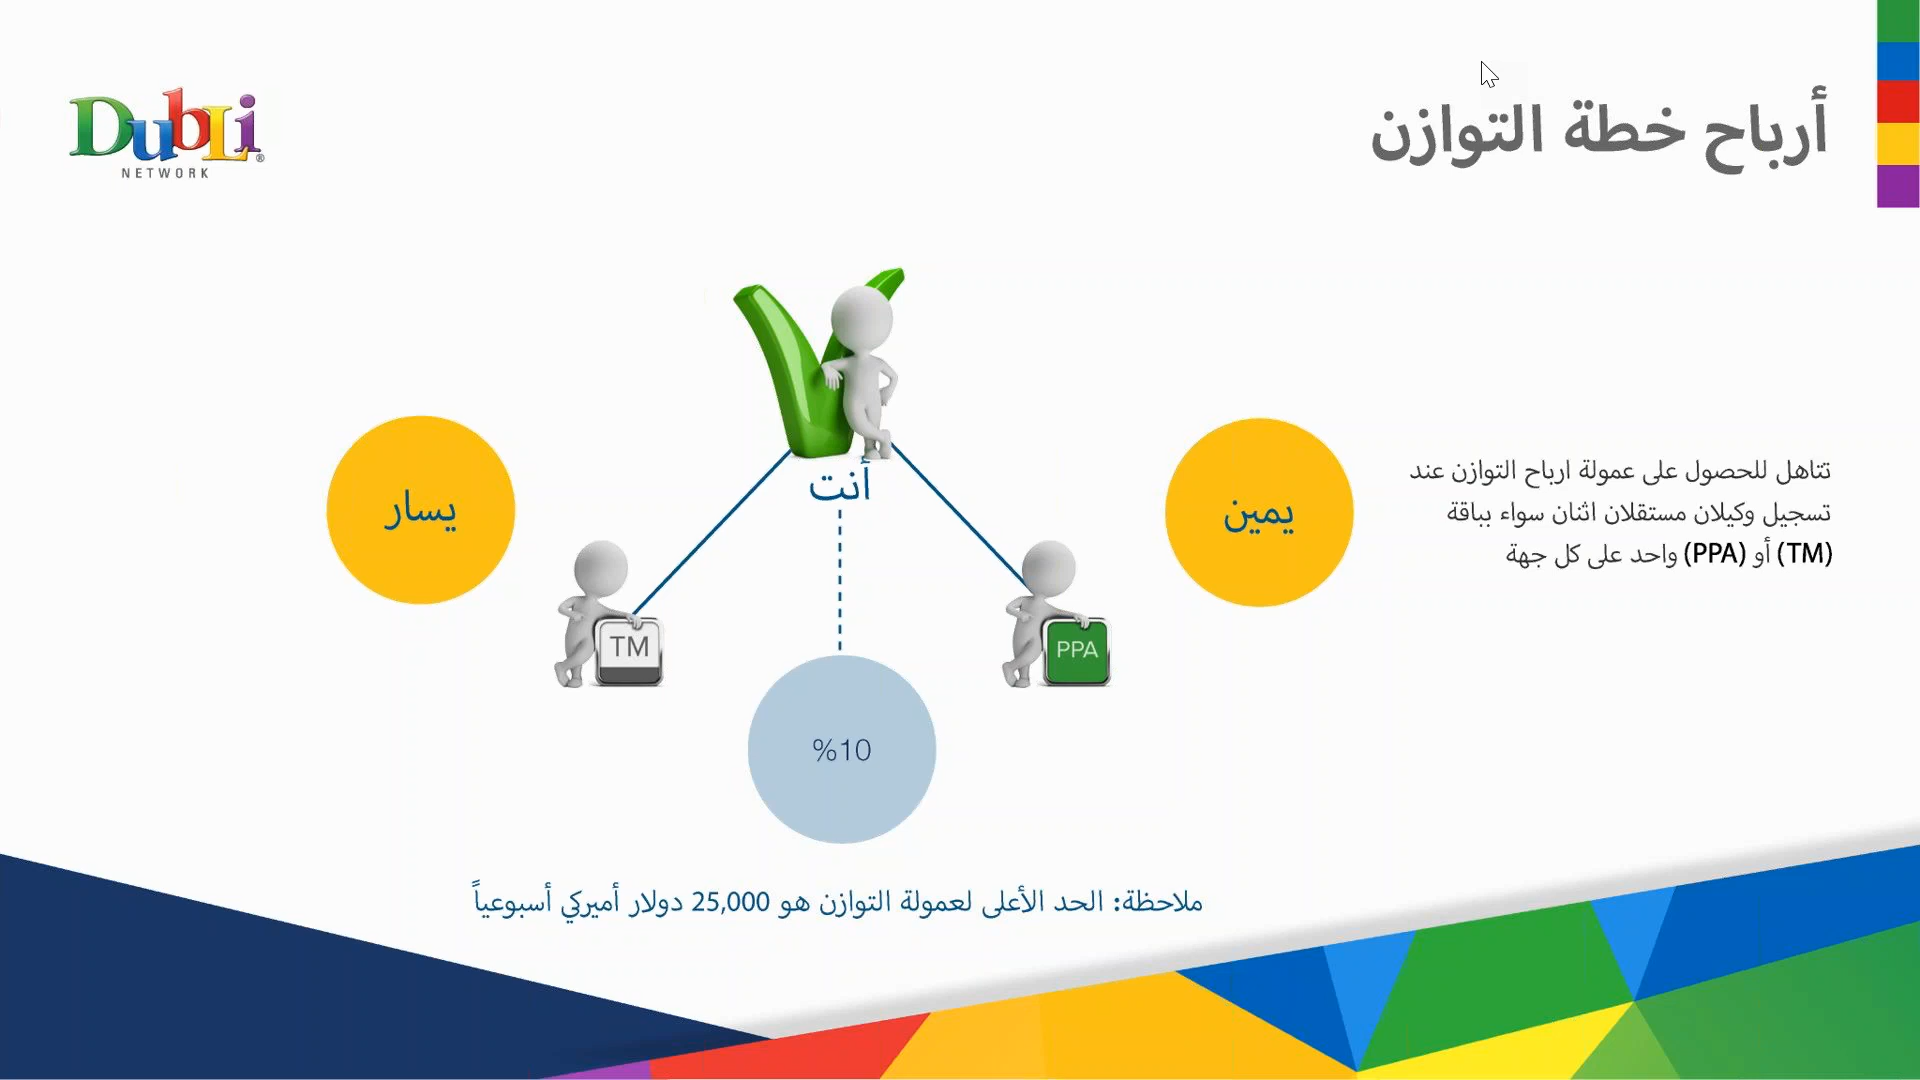 DubLi®
NETWORK
أرباح خطة التوازن
أنت
يمين
يسار
تتاهل للحصول على عمولة ارباح التوازن عند
تسجيل وكيلان مستقلان اثنان سواء بباقة
(TM) أو (PPA) واحد على كل جهة
TM
PPA
%10
ملاحظة: الحد الأعلى لعمولة التوازن هو 25,000 دولار أميركي أسبوعياً